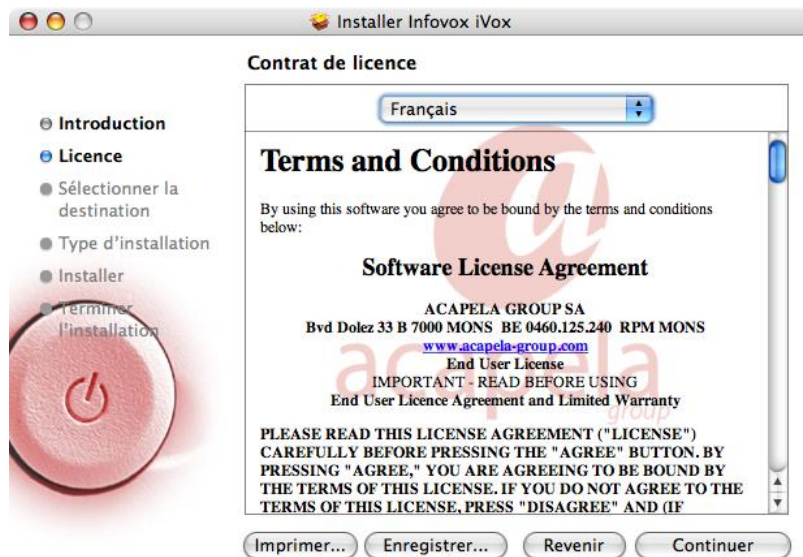 Installer Infovox iVox
Contrat de licence
Introduction
Licence
Sélectionner la
destination
Type d'installation
Installer
Terminer
l'installation
Français
Terms and Conditions
By using this software you agree to be bound by the terms and conditions
below:
Software License Agreement
ACAPELA GROUP SA
Bvd Dolez 33 B 7000 MONS BE 0460.125.240 RPM MONS
www.acapela-group.com
End User License
IMPORTANT - READ BEFORE USING
End User Licence Agreement and Limited Warranty
PLEASE READ THIS LICENSE AGREEMENT ("LICENSE")
CAREFULLY BEFORE PRESSING THE "AGREE" BUTTON. BY
PRESSING "AGREE," YOU ARE AGREEING TO BE BOUND BY
THE TERMS OF THIS LICENSE. IF YOU DO NOT AGREE TO THE
TERMS OF THIS LICENSE, PRESS "DISAGREE" AND (IF
a
acapela
group
Imprimer...
Enregistrer...
Revenir
Continuer